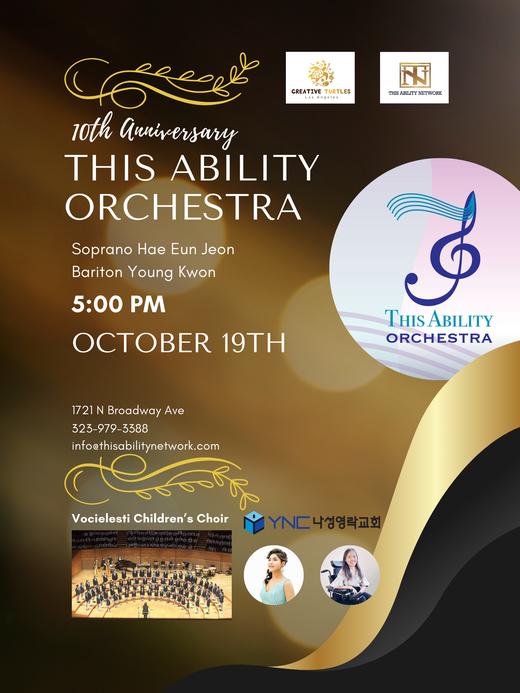 CREATIVE TURTLES
Los Angeles
THIS ABILITY NETWORK
10th Anniversary
THIS ABILITY
ORCHESTRA
Soprano Hae Eun Jeon
Bariton Young Kwon
5:00 PM
OCTOBER 19TH
THIS ABILITY
ORCHESTRA
1721 N Broadway Ave
323-979-3388
info@thisabilitynetwork.com
Vocielesti Children's Choir
YNC 나성영락교회